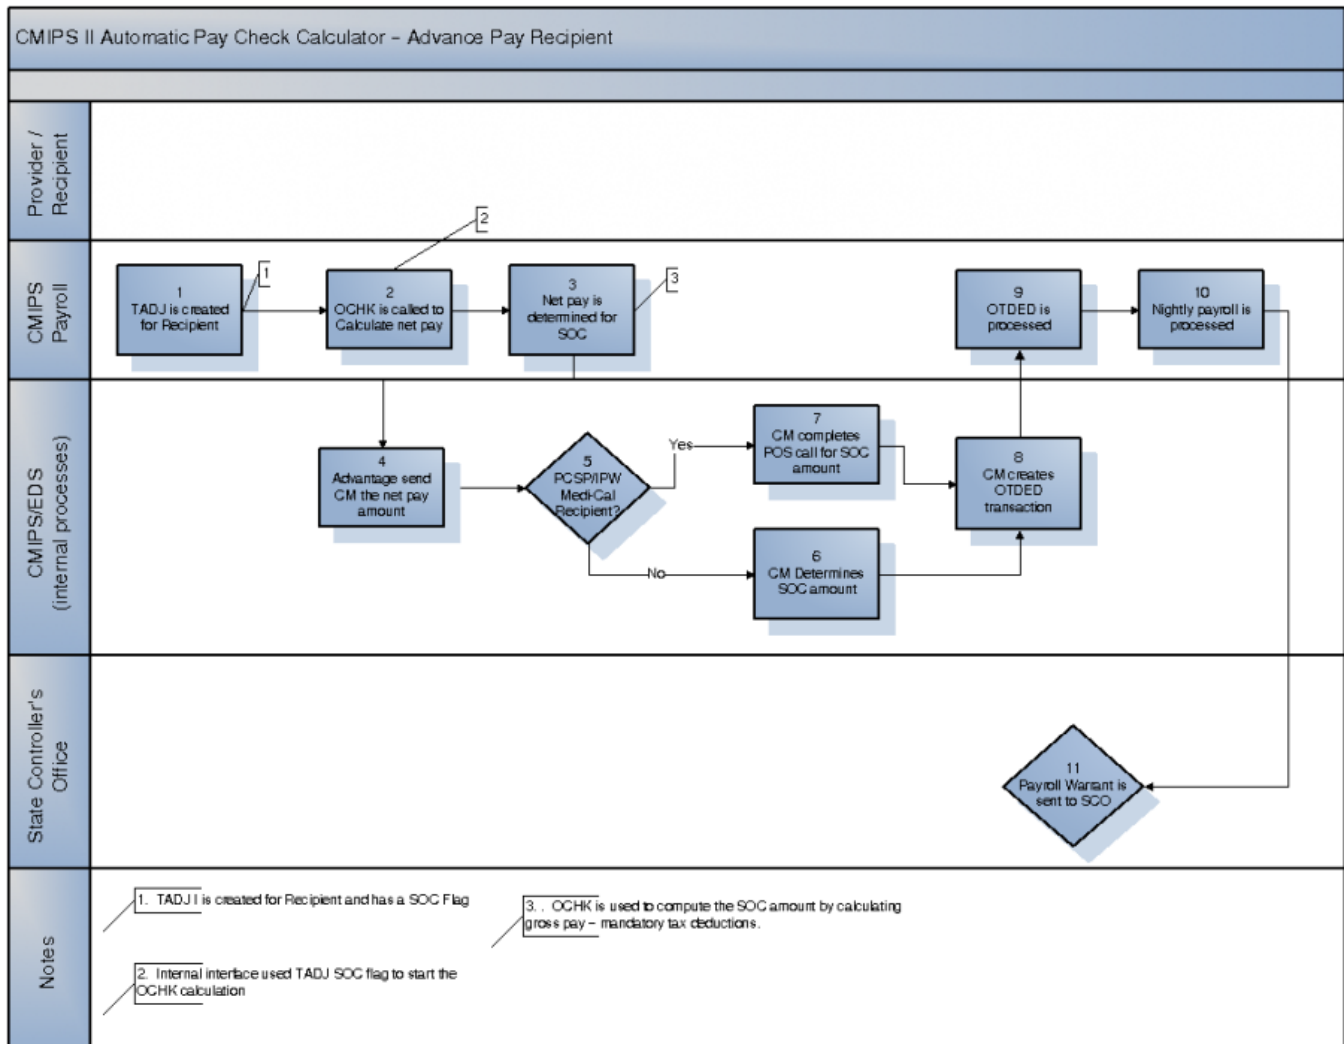 CMIPS II Automatic Pay Check Calculator – Advance Pay Recipient
Provider /
Recipient
2
CMIPS
Payroll
1
TADJ is created
for Recipient
1
2
OCHK is called to
Calculate net pay
3
Net pay is
determined for
SOC
3
9
OTDED is
processed
10
Nightly payroll is
processed
CMIPS/EDS
(internal processes)
4
Advantage send
CM the net pay
amount
5
PCSP/IPW
Medi-Cal
Recipient?
Yes
No
7
CM completes
POS call for SOC
amount
6
CM Determines
SOC amount
8
CM creates
OTDED
transaction
State Controller's
Office
11
Payroll Warrant is
sent to SCO
Notes
1. TADJ I is created for Recipient and has a SOC Flag
2. Internal interface used TADJ SOC flag to start the
OCHK calculation
3. . OCHK is used to compute the SOC amount by calculating
gross pay – mandatory tax deductions.